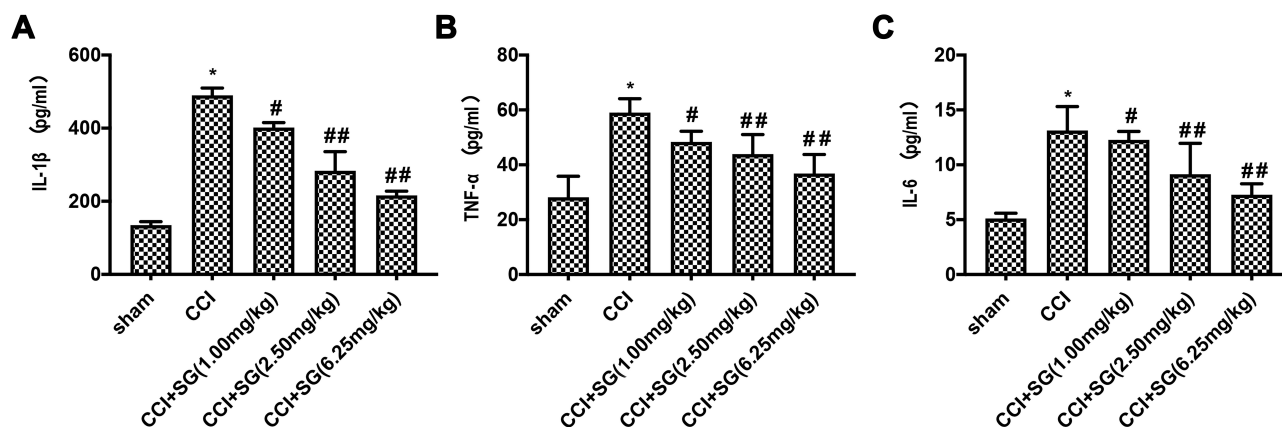 A
IL-1β (pg/ml)
600
400
200
0
*
#
##
##
sham
CCI
CCI+SG(1.00mg/kg)
CCI+SG(2.50mg/kg)
CCI+SG(6.25mg/kg)
B
TNF-α (pg/ml)
80
60
40
20
0
*
#
##
##
sham
CCI
CCI+SG(1.00mg/kg)
CCI+SG(2.50mg/kg)
CCI+SG(6.25mg/kg)
C
IL-6 (pg/ml)
20
15
10
5
0
*
#
##
##
sham
CCI
CCI+SG(1.00mg/kg)
CCI+SG(2.50mg/kg)
CCI+SG(6.25mg/kg)